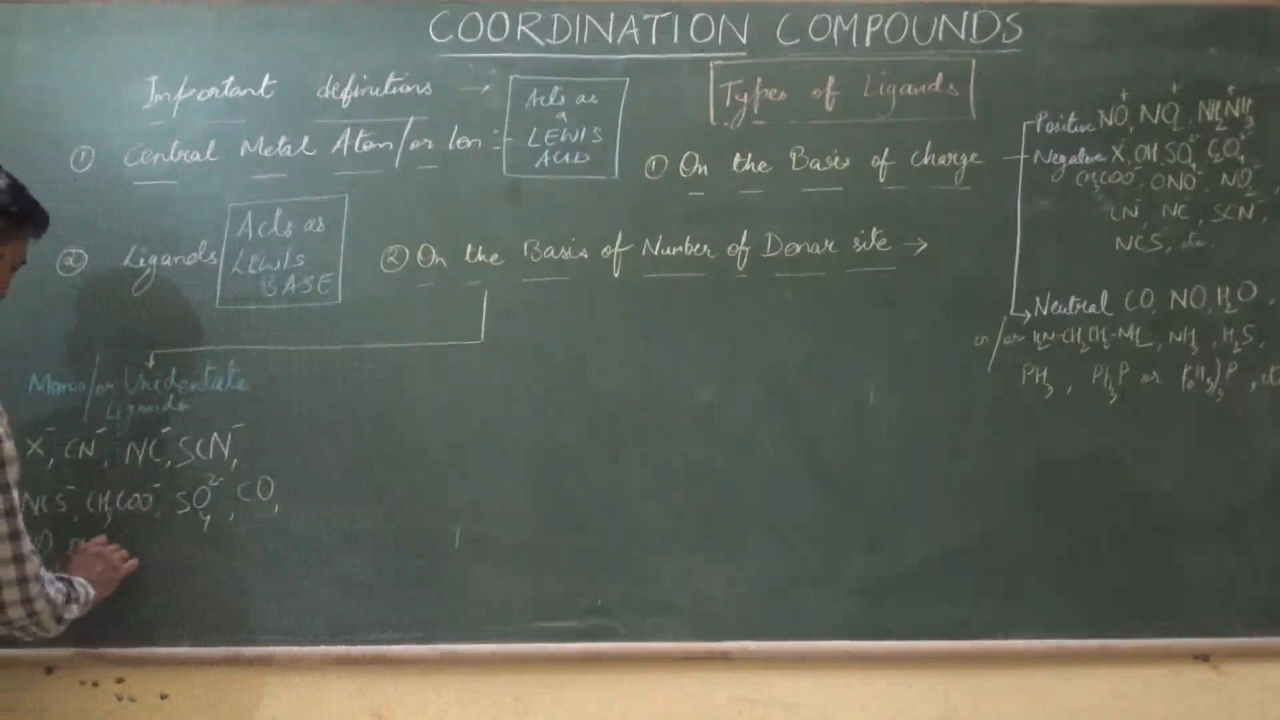 COORDINATION COMPOUNDS
Important definitions →
① Central Metal Atom/or Ion :-
Acts as
a
LEWIS
ACID
② Ligands
Acts as
LEWIS
BASE
Types of Ligands
① On the Basis of charge
Positive NO⁺, NO₂⁺, NH₂NH₃⁺
Negative X⁻, OH⁻, SO₄²⁻, C₂O₄²⁻
CH₃COO⁻, ONO⁻, NO₂⁻,
CN⁻, NC⁻, SCN⁻,
NCS⁻, etc.
Neutral CO, NO, H₂O,
en/or H₂N-CH₂CH₂-NH₂, NH₃, H₂S,
PH₃, Ph₃P or (C₆H₅)₃P, etc
② On the Basis of Number of Donar site →
Mono/or Unidentate
Ligands
X⁻, CN⁻, NC⁻, SCN⁻,
NCS⁻, CH₃COO⁻, SO₄²⁻, CO,